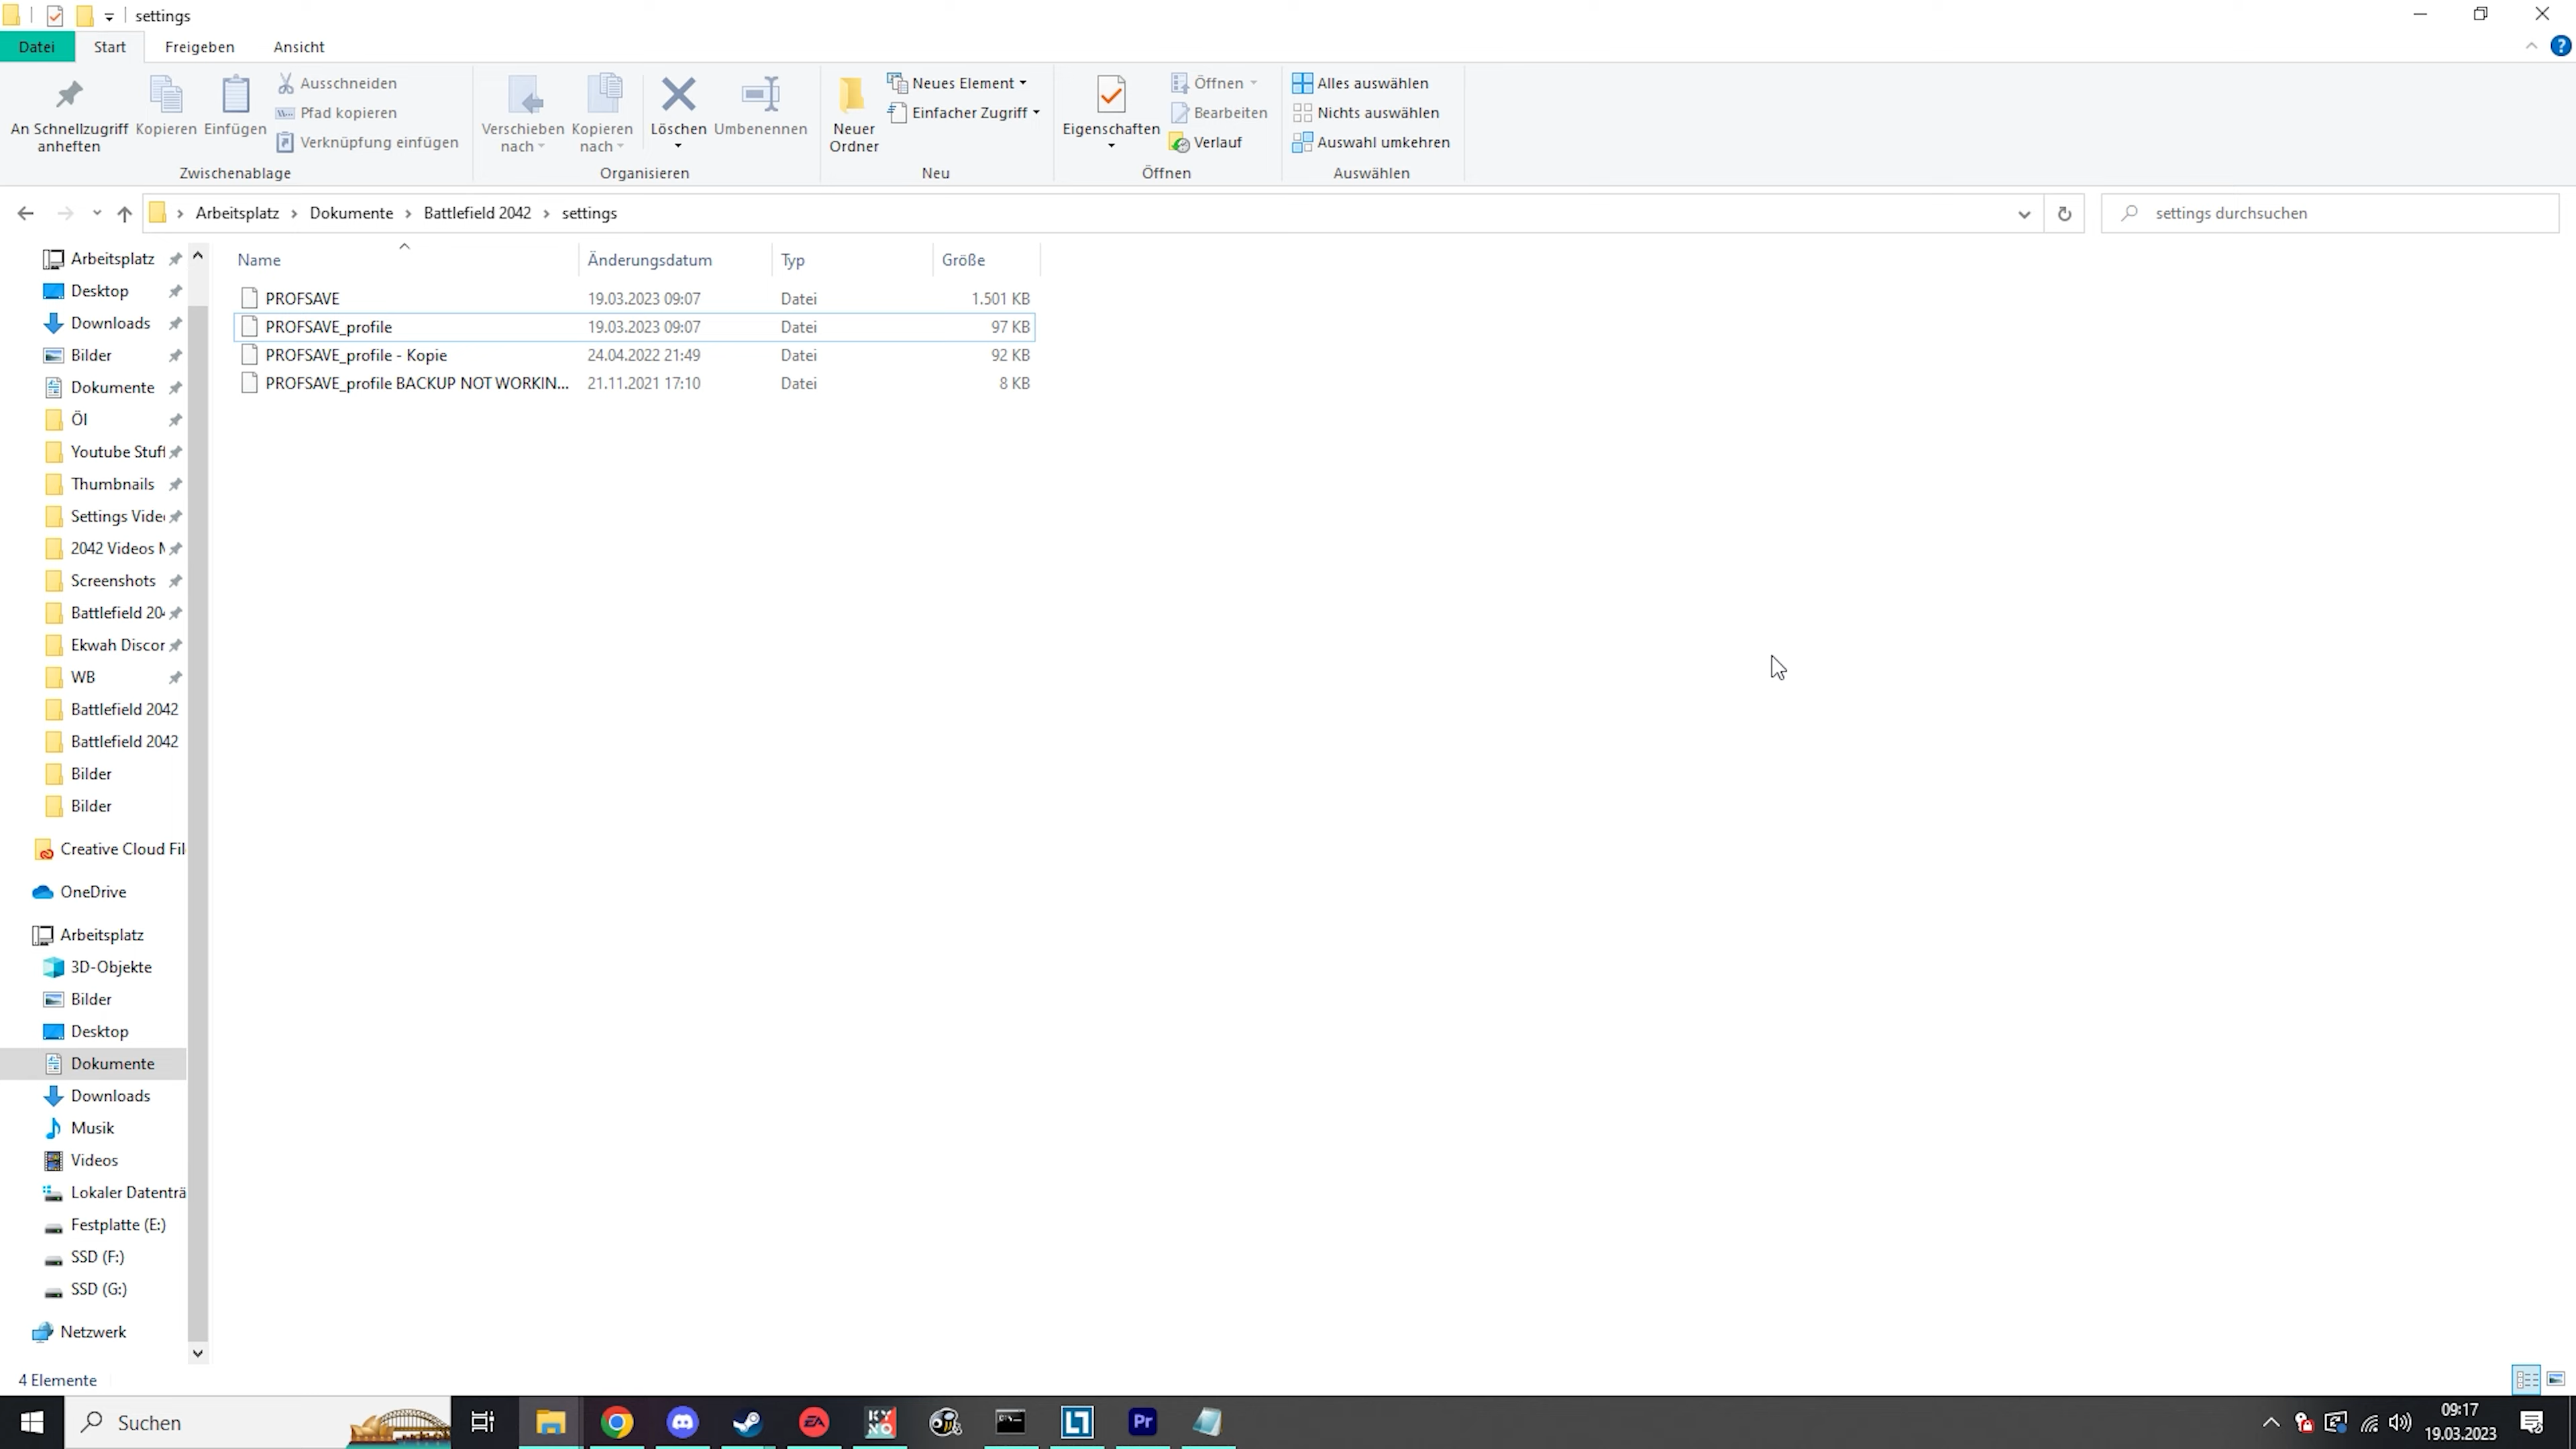 settings
Datei Start Freigeben Ansicht
An Schnellzugriff anheften
Kopieren
Einfügen
Ausschneiden
Pfad kopieren
Verknüpfung einfügen
Zwischenablage
Verschieben nach
Kopieren nach
Löschen
Umbenennen
Organisieren
Neuer Ordner
Neues Element
Einfacher Zugriff
Neu
Eigenschaften
Öffnen
Bearbeiten
Verlauf
Öffnen
Alles auswählen
Nichts auswählen
Auswahl umkehren
Auswählen
Arbeitsplatz › Dokumente › Battlefield 2042 › settings
settings durchsuchen
Arbeitsplatz
Desktop
Downloads
Bilder
Dokumente
Öl
Youtube Stuff
Thumbnails
Settings Vide
2042 Videos
Screenshots
Battlefield 204
Ekwah Discor
WB
Battlefield 2042
Battlefield 2042
Bilder
Bilder
Creative Cloud Fil
OneDrive
Arbeitsplatz
3D-Objekte
Bilder
Desktop
Dokumente
Downloads
Musik
Videos
Lokaler Datenträ
Festplatte (E:)
SSD (F:)
SSD (G:)
Netzwerk
Name Änderungsdatum Typ Größe
PROFSAVE 19.03.2023 09:07 Datei 1.501 KB
PROFSAVE_profile 19.03.2023 09:07 Datei 97 KB
PROFSAVE_profile - Kopie 24.04.2022 21:49 Datei 92 KB
PROFSAVE_profile BACKUP NOT WORKIN... 21.11.2021 17:10 Datei 8 KB
4 Elemente
Suchen
EA
KYNO
Pr
09:17
19.03.2023